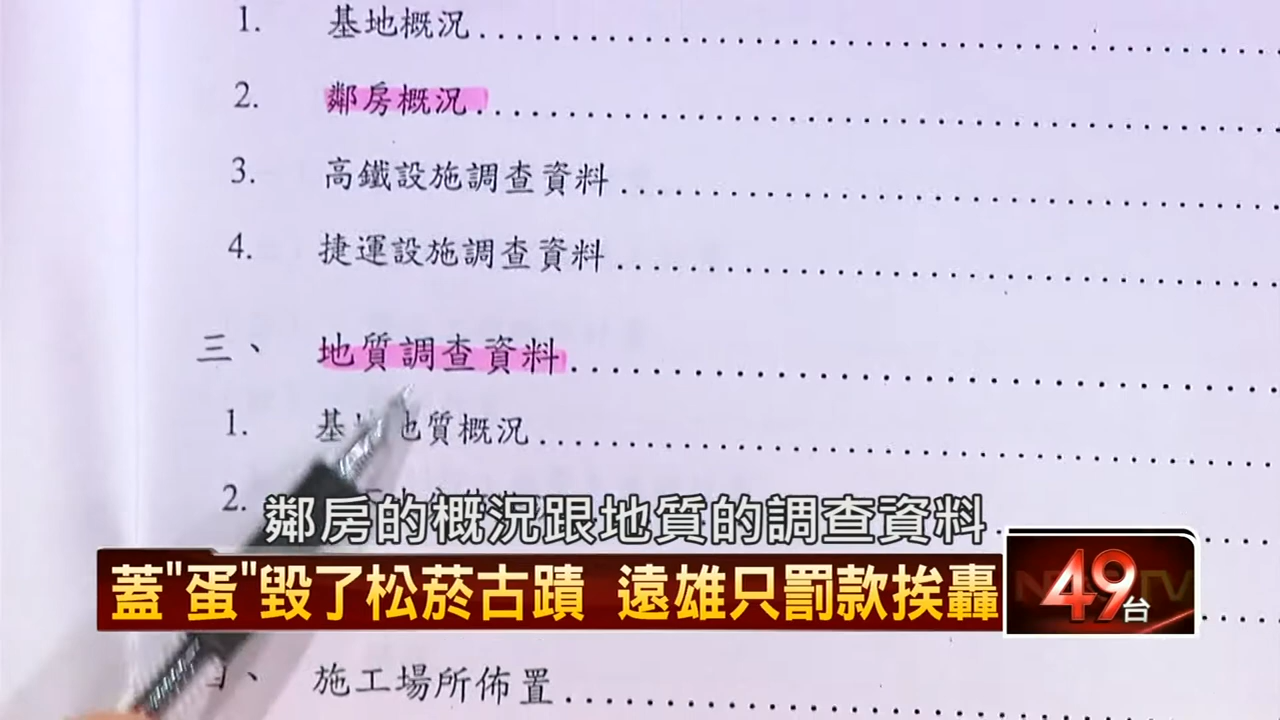 1. 基地概況
2. 鄰房概況
3. 高鐵設施調查資料
4. 捷運設施調查資料
三、 地質調查資料
1. 基地地質概況
2.
鄰房的概況跟地質的調查資料
蓋"蛋"毀了松菸古蹟 遠雄只罰款挨轟
49台
、 施工場所佈置